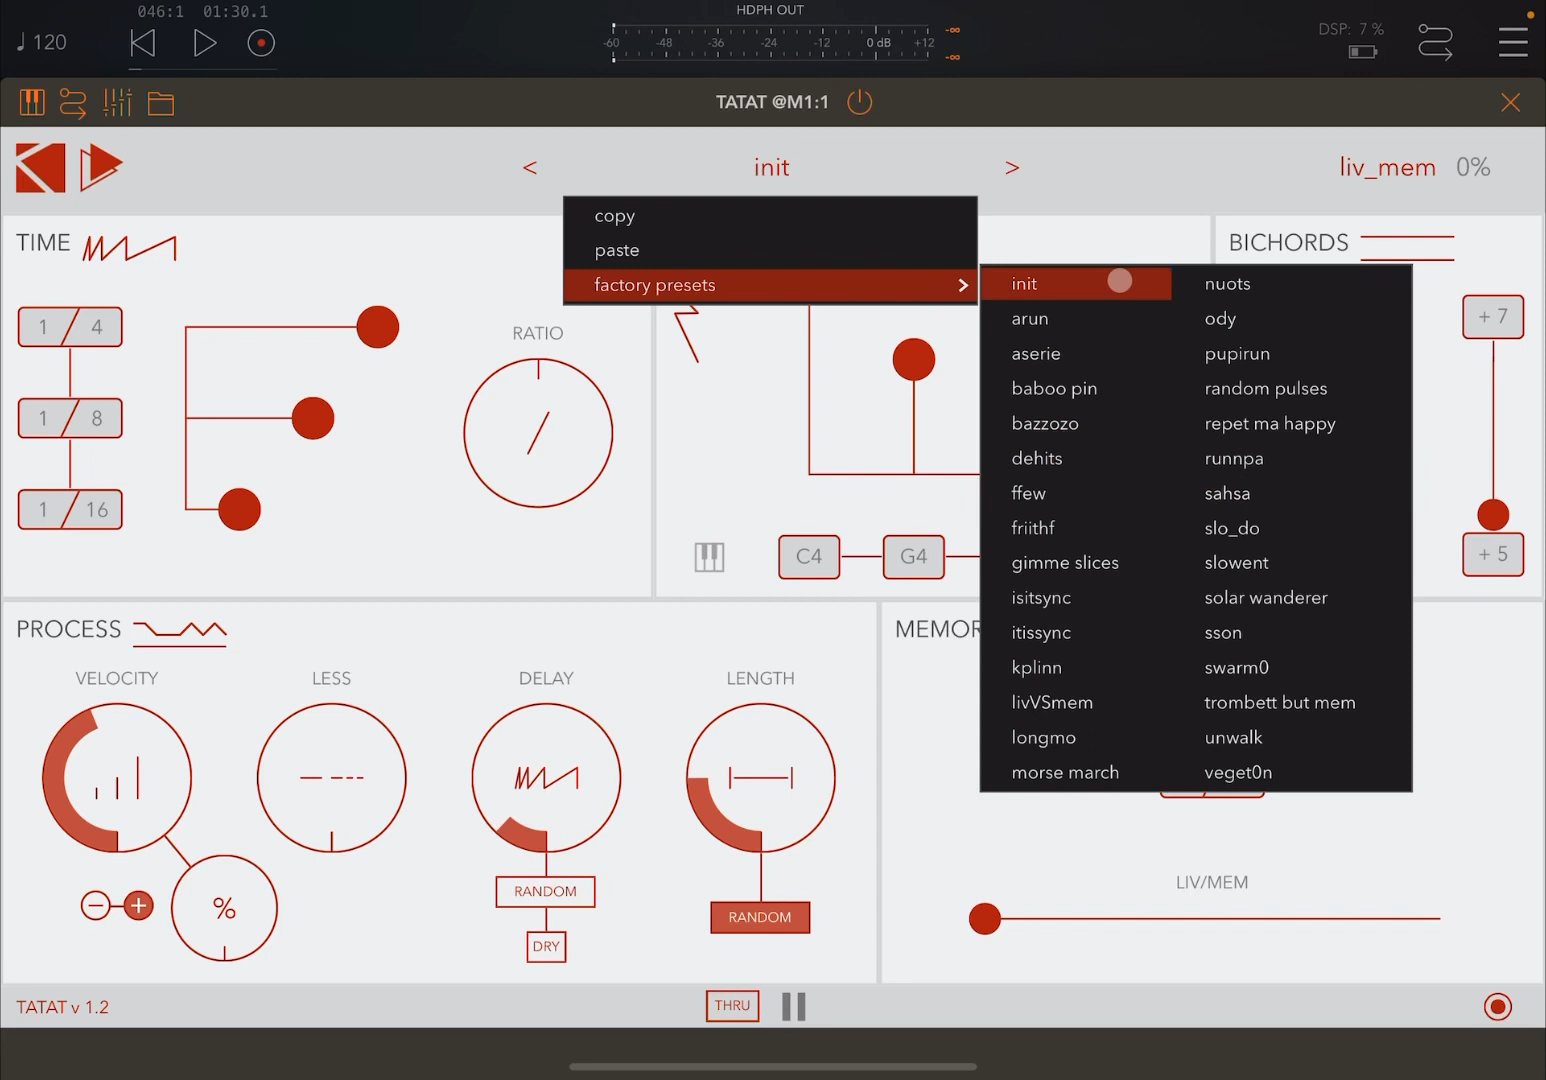 046:1 01:30.1
HDPH OUT
♩120
-60 -48 -36 -24 -12 0 dB +12
-∞
-∞
DSP: 7 %
TATAT @M1:1
< init >
liv_mem 0%
TIME
BICHORDS
copy
paste
factory presets
init
arun
aserie
baboo pin
bazzozo
dehits
ffew
friithf
gimme slices
isitsync
itissync
kplinn
livVSmem
longmo
morse march
nuots
ody
pupirun
random pulses
repet ma happy
runnpa
sahsa
slo_do
slowent
solar wanderer
sson
swarm0
trombett but mem
unwalk
veget0n
1 / 4
1 / 8
1 / 16
RATIO
C4 G4
+ 7
+ 5
PROCESS
MEMOR
VELOCITY LESS DELAY LENGTH
%
RANDOM
DRY
RANDOM
LIV/MEM
TATAT v 1.2
THRU